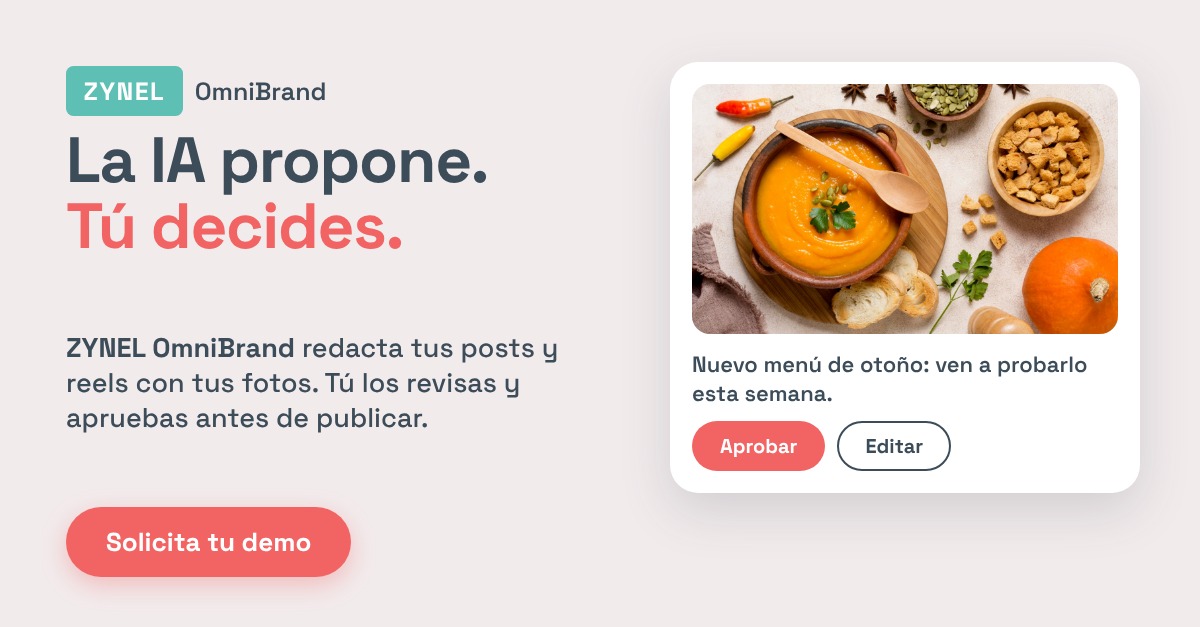 ZYNEL OmniBrand
La IA propone.
Tú decides.
ZYNEL OmniBrand redacta tus posts y
reels con tus fotos. Tú los revisas y
apruebas antes de publicar.
Solicita tu demo
Nuevo menú de otoño: ven a probarlo
esta semana.
Aprobar Editar